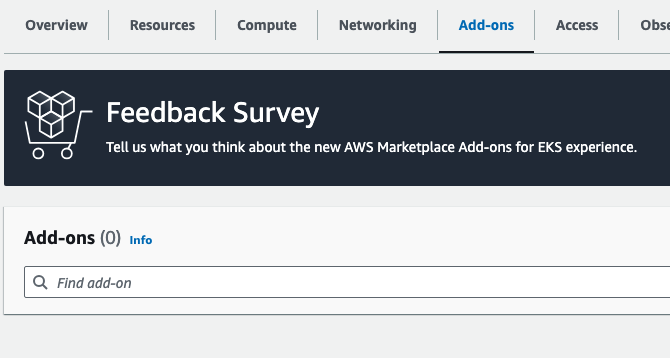 Overview Resources Compute Networking Add-ons Access
Feedback Survey
Tell us what you think about the new AWS Marketplace Add-ons for EKS experience.
Add-ons (0) Info
Find add-on